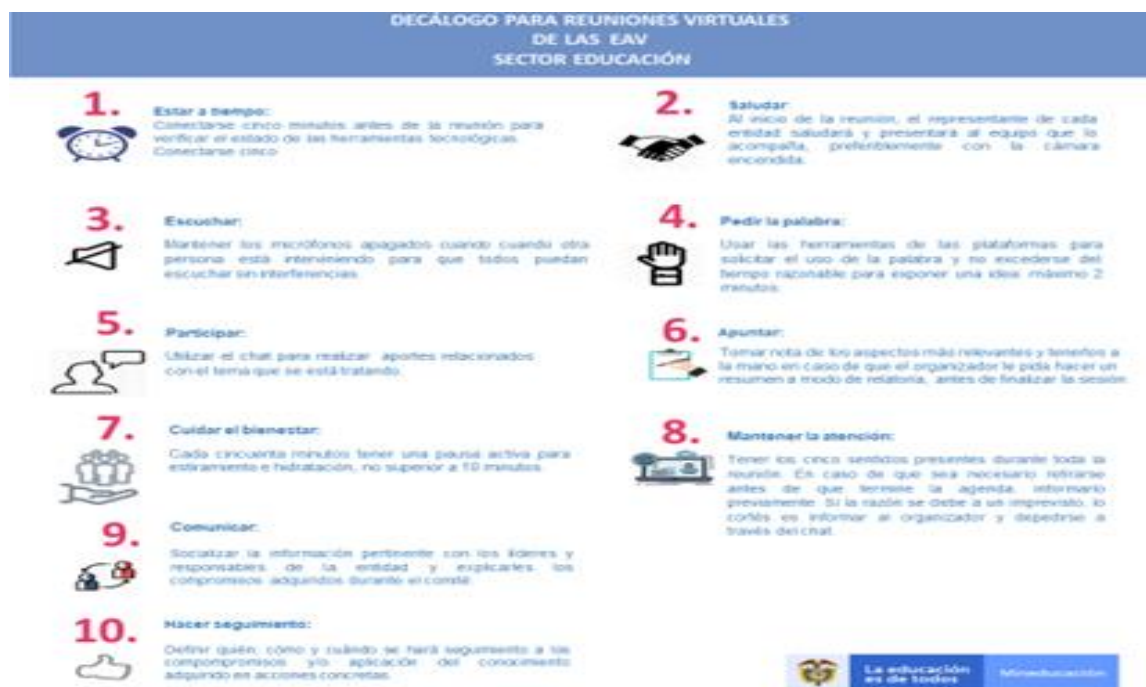 DECÁLOGO PARA REUNIONES VIRTUALES
DE LAS EAV
SECTOR EDUCACIÓN
1.
Estar a tiempo:
Conectarse cinco minutos antes de la reunión para
verificar el estado de las herramientas tecnológicas.
Conectarse cinco
2.
Saludar
Al inicio de la reunión, el representante de cada
entidad saludará y presentará al equipo que lo
acompaña, preferiblemente con la cámara
encendida.
3.
Escuchar:
Mantener los micrófonos apagados cuando cuando otra
persona está interviniendo para que todos puedan
escuchar sin interferencias.
4.
Pedir la palabra:
Usar las herramientas de las plataformas para
solicitar el uso de la palabra y no excederse del
tiempo razonable para exponer una idea: máximo 2
minutos.
5.
Participar:
Utilizar el chat para realizar aportes relacionados
con el tema que se está tratando.
6.
Apuntar:
Tomar nota de los aspectos más relevantes y tenerlos a
la mano en caso de que el organizador le pida hacer un
resumen a modo de relatoría, antes de finalizar la sesión.
7.
Cuidar el bienestar:
Cada cincuenta minutos tener una pausa activa para
estiramiento e hidratación, no superior a 10 minutos.
8.
Mantener la atención:
Tener los cinco sentidos presentes durante toda la
reunión. En caso de que sea necesario retirarse
antes de que termine la agenda, informarlo
previamente. Si la razón se debe a un imprevisto, lo
cortés es informar al organizador y depedirse a
través del chat.
9.
Comunicar:
Socializar la información pertinente con los líderes y
responsables de la entidad y explicarles los
compromisos adquiridos durante el comité.
10.
Hacer seguimiento:
Definir quién, cómo y cuándo se hará seguimiento a los
compompromisos y/o aplicación del conocimiento
adquirido en acciones concretas.
La educación
es de todos
Mineducación